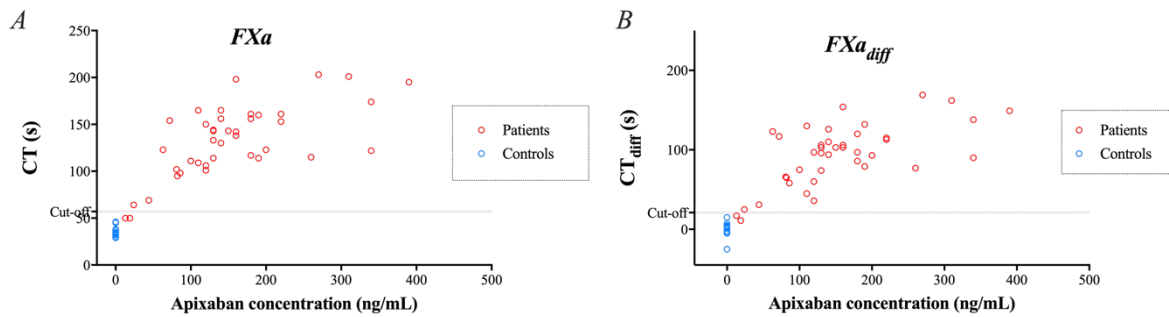 A
FXa
CT (s)
250
200
150
100
50
0
Cut-off
0 100 200 300 400 500
Apixaban concentration (ng/mL)
Patients
Controls
B
FXa_diff
CT_diff (s)
200
100
0
Cut-off
0 100 200 300 400 500
Apixaban concentration (ng/mL)
Patients
Controls